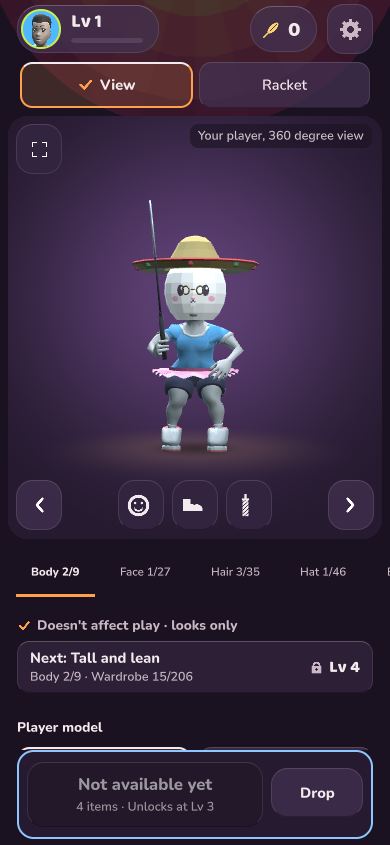 Lv 1
0
View
Racket
Your player, 360 degree view
Body 2/9
Face 1/27
Hair 3/35
Hat 1/46
Doesn't affect play · looks only
Next: Tall and lean
Body 2/9 · Wardrobe 15/206
Lv 4
Player model
Not available yet
4 items · Unlocks at Lv 3
Drop